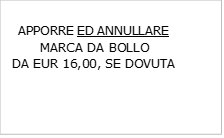 APPORRE ED ANNULLARE
MARCA DA BOLLO
DA EUR 16,00, SE DOVUTA